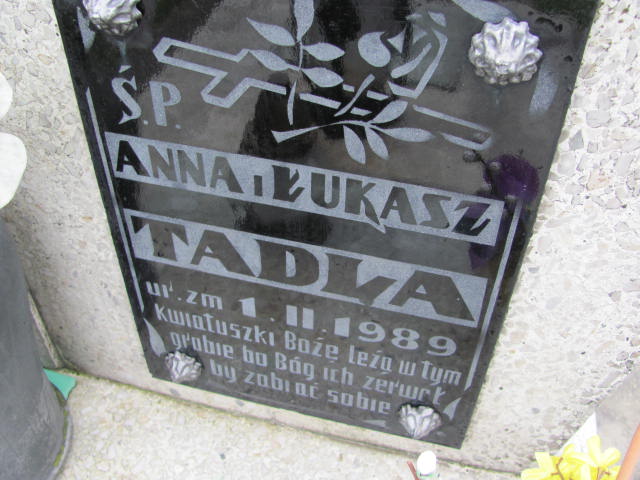 Ś.P.
ANNA i ŁUKASZ
TADLA
ur. zm 1. II. 1989
Kwiatuszki Boże leżą w tym
grobie bo Bóg ich zerwał
by zabrać sobie